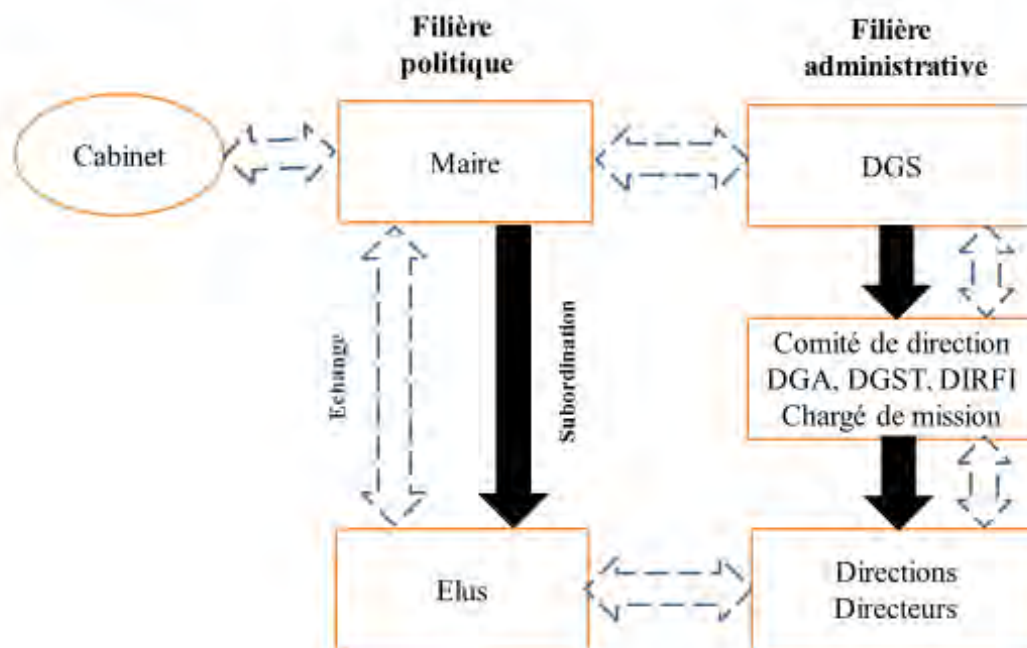 Filière
politique
Filière
administrative
Cabinet
Maire
DGS
Echange
Subordination
Comité de direction
DGA, DGST, DIRFI
Chargé de mission
Elus
Directions
Directeurs